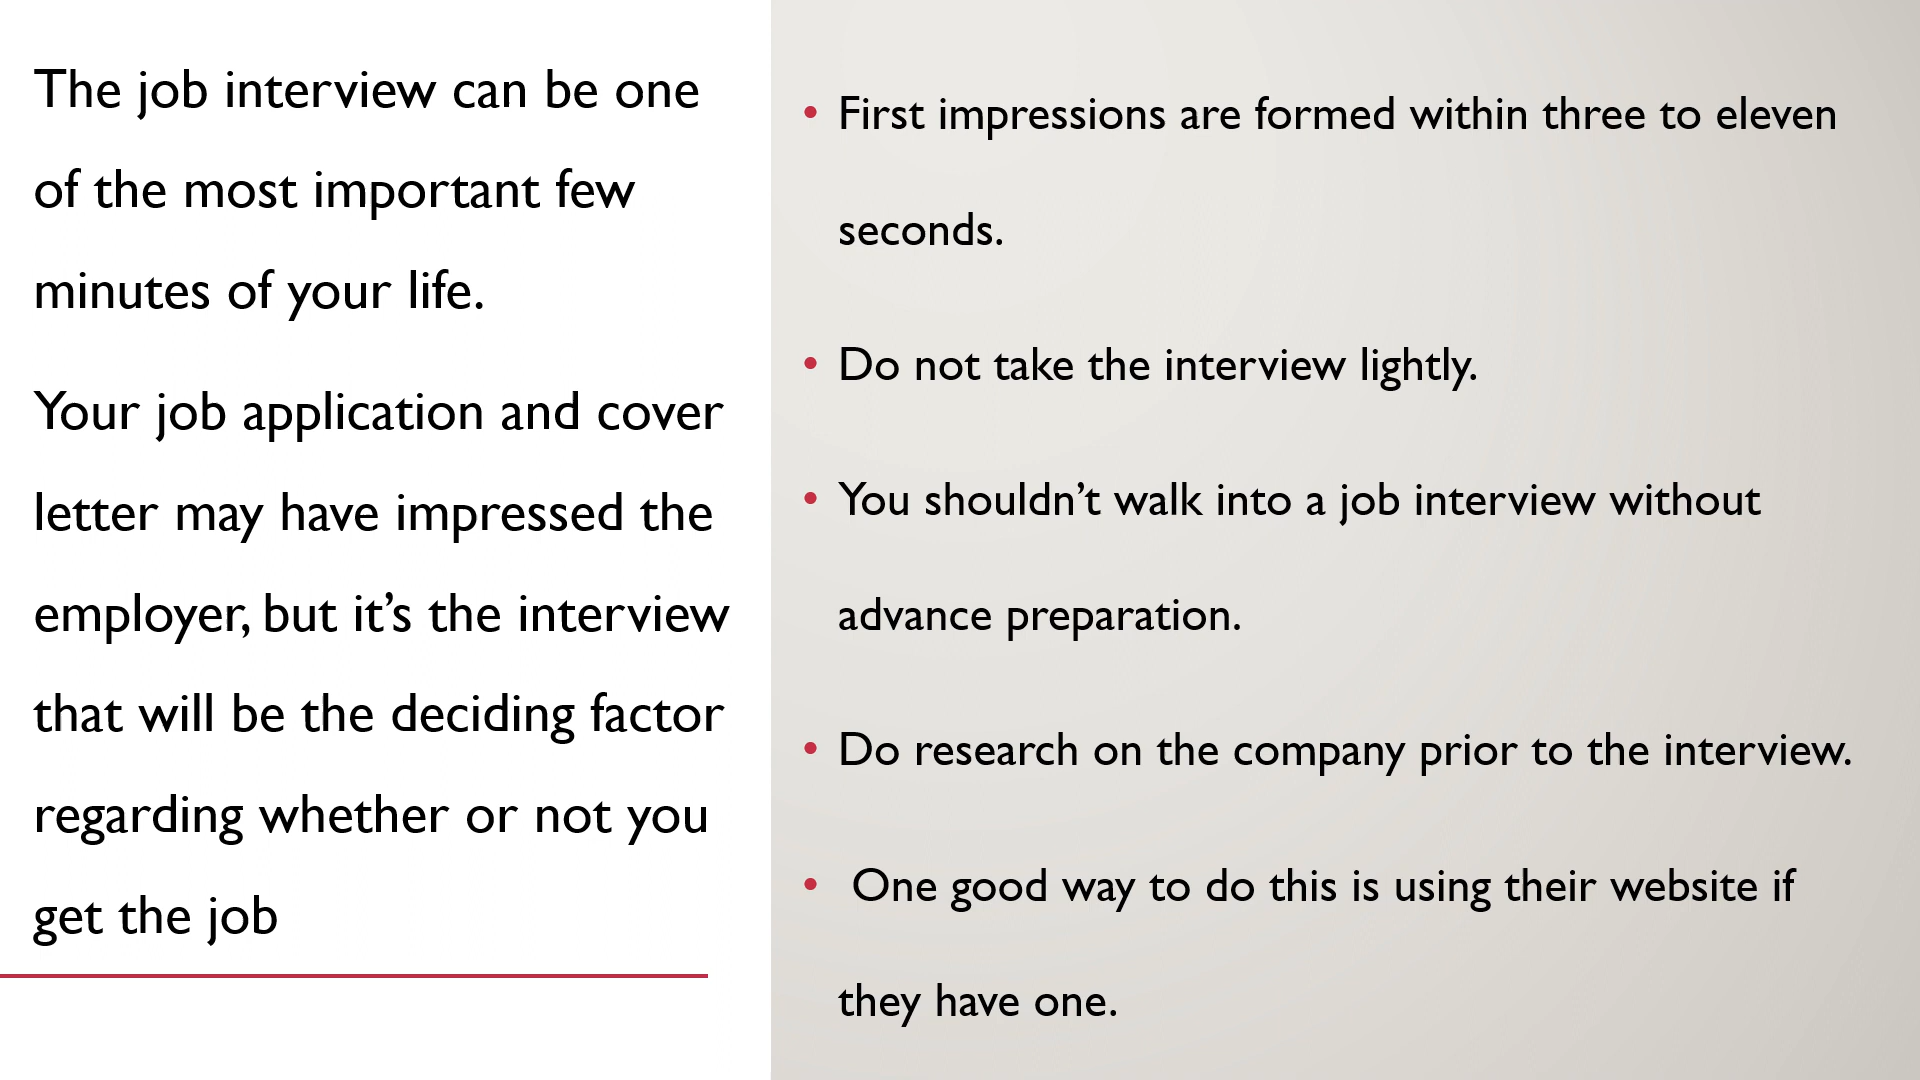 The job interview can be one
of the most important few
minutes of your life.
Your job application and cover
letter may have impressed the
employer, but it’s the interview
that will be the deciding factor
regarding whether or not you
get the job
• First impressions are formed within three to eleven
seconds.
• Do not take the interview lightly.
• You shouldn’t walk into a job interview without
advance preparation.
• Do research on the company prior to the interview.
• One good way to do this is using their website if
they have one.